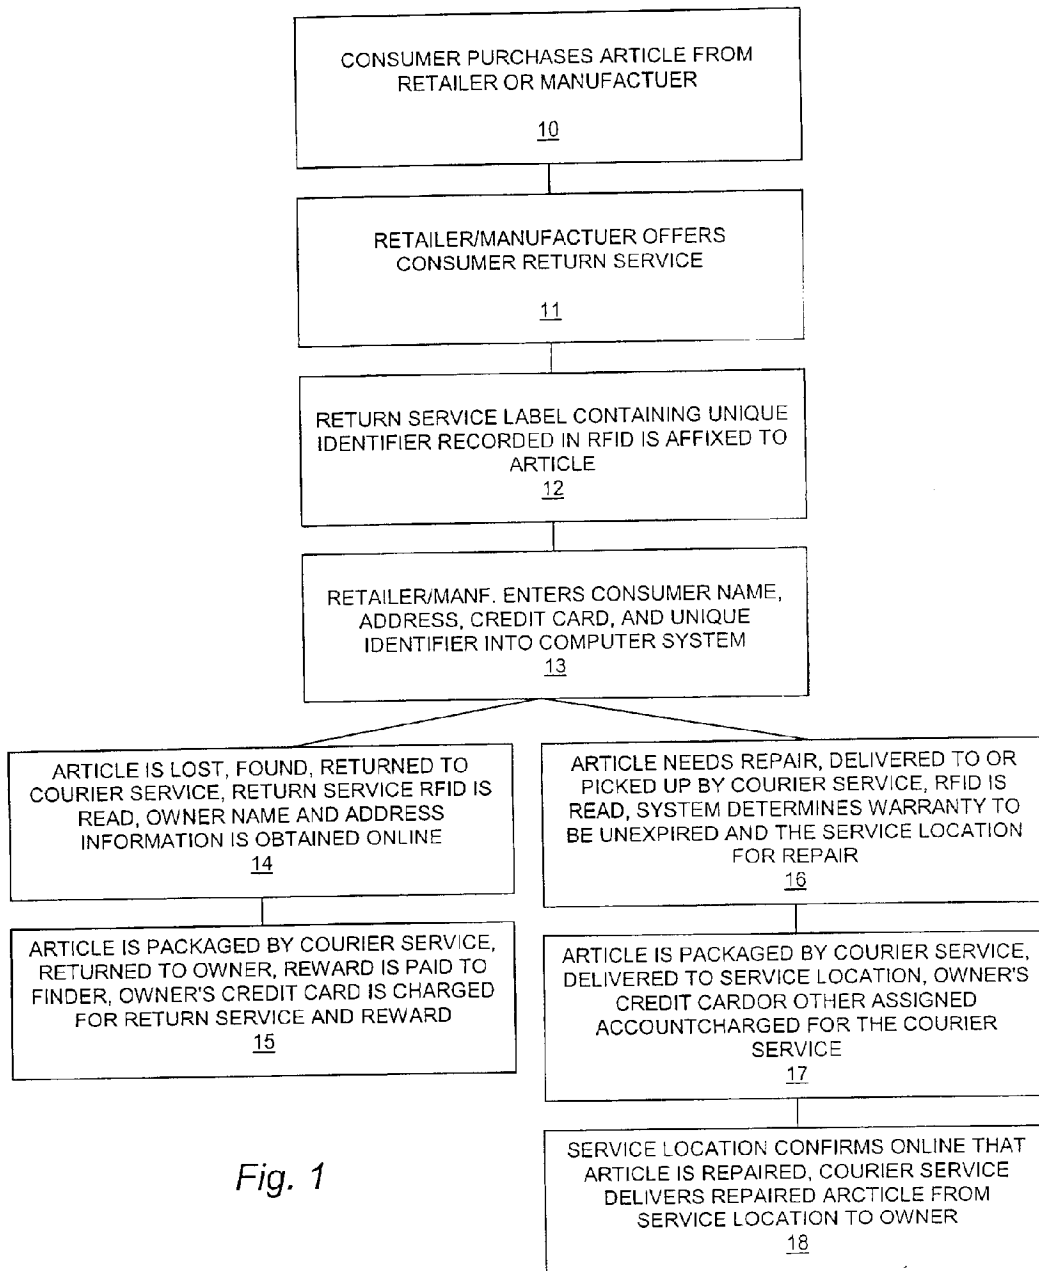 CONSUMER PURCHASES ARTICLE FROM
RETAILER OR MANUFACTUER
10
RETAILER/MANUFACTUER OFFERS
CONSUMER RETURN SERVICE
11
RETURN SERVICE LABEL CONTAINING UNIQUE
IDENTIFIER RECORDED IN RFID IS AFFIXED TO
ARTICLE
12
RETAILER/MANF. ENTERS CONSUMER NAME,
ADDRESS, CREDIT CARD, AND UNIQUE
IDENTIFIER INTO COMPUTER SYSTEM
13
ARTICLE IS LOST, FOUND, RETURNED TO
COURIER SERVICE, RETURN SERVICE RFID IS
READ, OWNER NAME AND ADDRESS
INFORMATION IS OBTAINED ONLINE
14
ARTICLE IS PACKAGED BY COURIER SERVICE,
RETURNED TO OWNER, REWARD IS PAID TO
FINDER, OWNER'S CREDIT CARD IS CHARGED
FOR RETURN SERVICE AND REWARD
15
ARTICLE NEEDS REPAIR, DELIVERED TO OR
PICKED UP BY COURIER SERVICE, RFID IS
READ, SYSTEM DETERMINES WARRANTY TO
BE UNEXPIRED AND THE SERVICE LOCATION
FOR REPAIR
16
ARTICLE IS PACKAGED BY COURIER SERVICE,
DELIVERED TO SERVICE LOCATION, OWNER'S
CREDIT CARDOR OTHER ASSIGNED
ACCOUNTCHARGED FOR THE COURIER
SERVICE
17
SERVICE LOCATION CONFIRMS ONLINE THAT
ARTICLE IS REPAIRED, COURIER SERVICE
DELIVERS REPAIRED ARCTICLE FROM
SERVICE LOCATION TO OWNER
18
Fig. 1